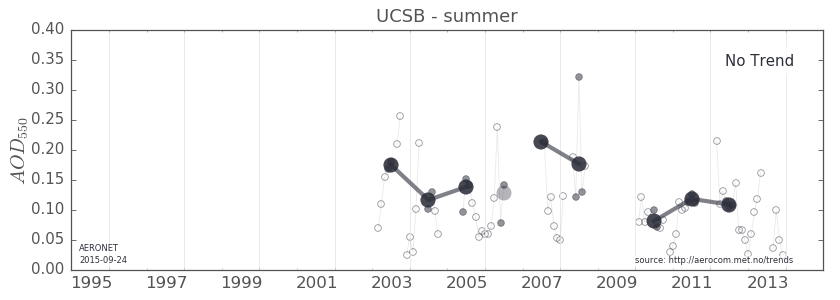 UCSB - summer
0.40
0.35
0.30
0.25
0.20
0.15
0.10
0.05
0.00
AOD550
No Trend
AERONET
2015-09-24
source: http://aerocom.met.no/trends
1995 1997 1999 2001 2003 2005 2007 2009 2011 2013